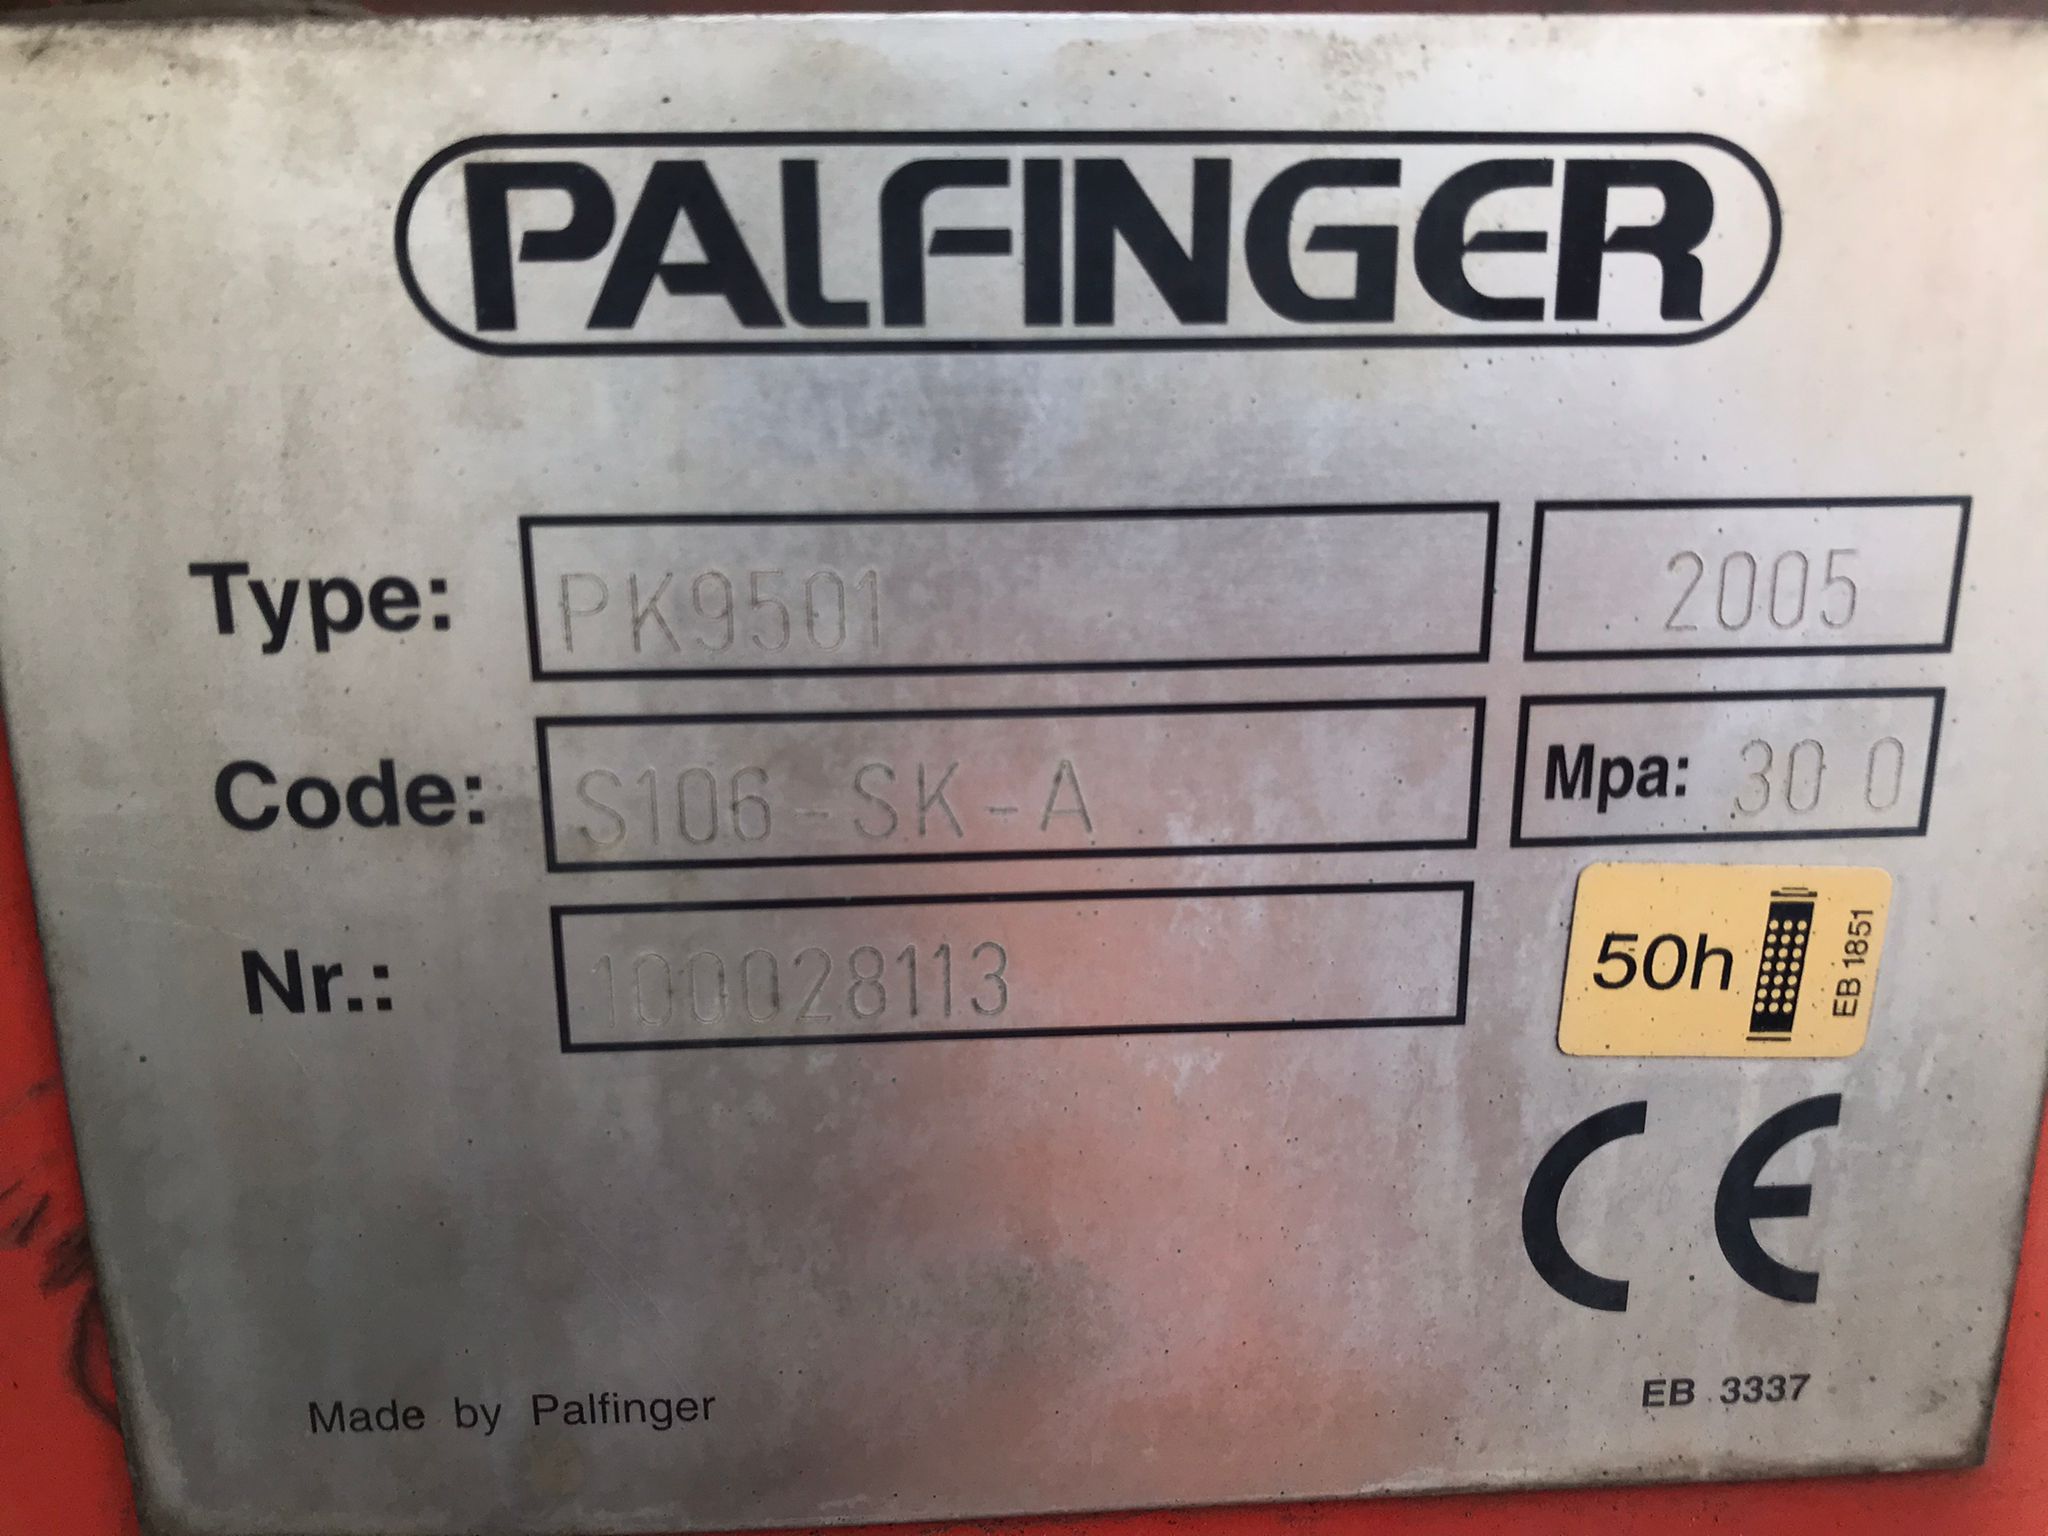 PALFINGER
Type: PK9501 2005
Code: S106-SK-A Mpa: 30 0
Nr.: 100028113
50h EB 1851
CE
Made by Palfinger EB 3337